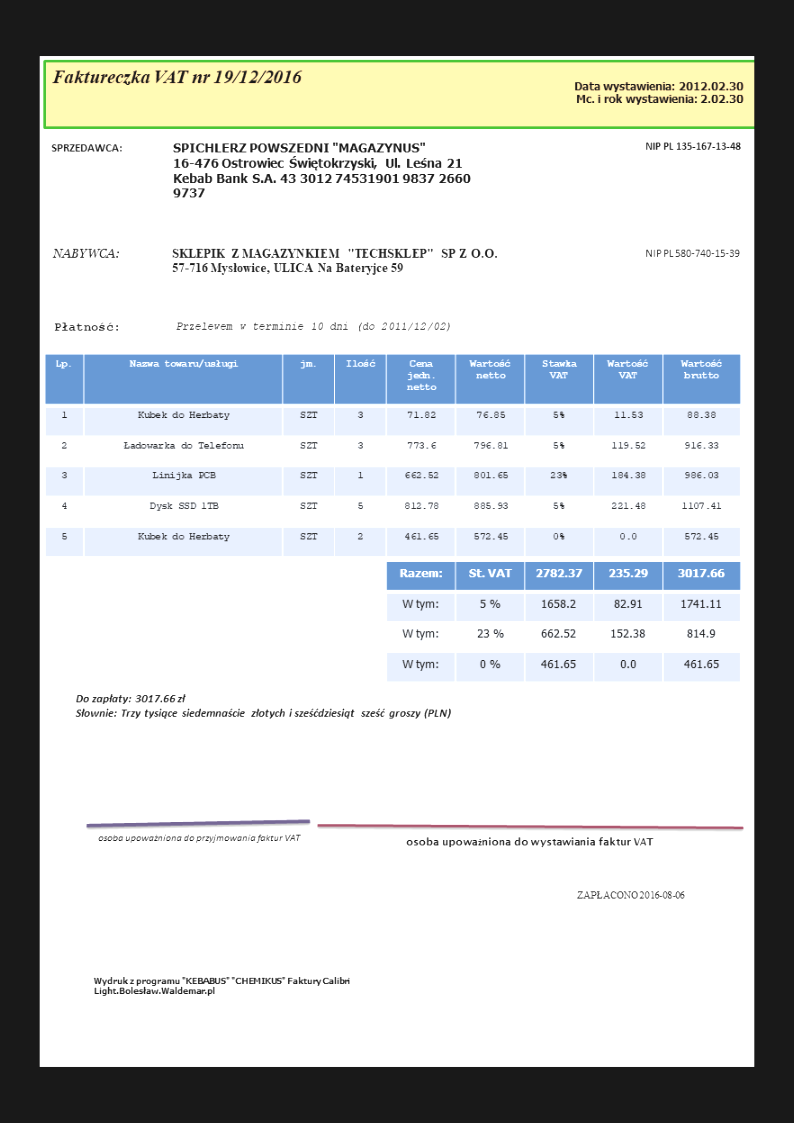 Faktureczka VAT nr 19/12/2016
Data wystawienia: 2012.02.30
Mc. i rok wystawienia: 2.02.30
SPRZEDAWCA: SPICHLERZ POWSZEDNI "MAGAZYNUS" NIP PL 135-167-13-48
16-476 Ostrowiec Świętokrzyski, Ul. Leśna 21
Kebab Bank S.A. 43 3012 74531901 9837 2660
9737
NABYWCA: SKLEPIK Z MAGAZYNKIEM "TECHSKLEP" SP Z O.O. NIP PL 580-740-15-39
57-716 Mysłowice, ULICA Na Bateryjce 59
Płatność: Przelewem w terminie 10 dni (do 2011/12/02)
Lp. Nazwa towaru/usługi jm. Ilość Cena jedn. netto Wartość netto Stawka VAT Wartość VAT Wartość brutto
1 Kubek do Herbaty SZT 3 71.82 76.85 5% 11.53 88.38
2 Ładowarka do Telefonu SZT 3 773.6 796.81 5% 119.52 916.33
3 Linijka PCB SZT 1 662.52 801.65 23% 184.38 986.03
4 Dysk SSD 1TB SZT 5 812.78 885.93 5% 221.48 1107.41
5 Kubek do Herbaty SZT 2 461.65 572.45 0% 0.0 572.45
Razem: St. VAT 2782.37 235.29 3017.66
W tym: 5 % 1658.2 82.91 1741.11
W tym: 23 % 662.52 152.38 814.9
W tym: 0 % 461.65 0.0 461.65
Do zapłaty: 3017.66 zł
Słownie: Trzy tysiące siedemnaście złotych i sześćdziesiąt sześć groszy (PLN)
osoba upoważniona do przyjmowania faktur VAT
osoba upoważniona do wystawiania faktur VAT
ZAPŁACONO 2016-08-06
Wydruk z programu "KEBABUS" "CHEMIKUS" Faktury Calibri
Light.Bolesław.Waldemar.pl